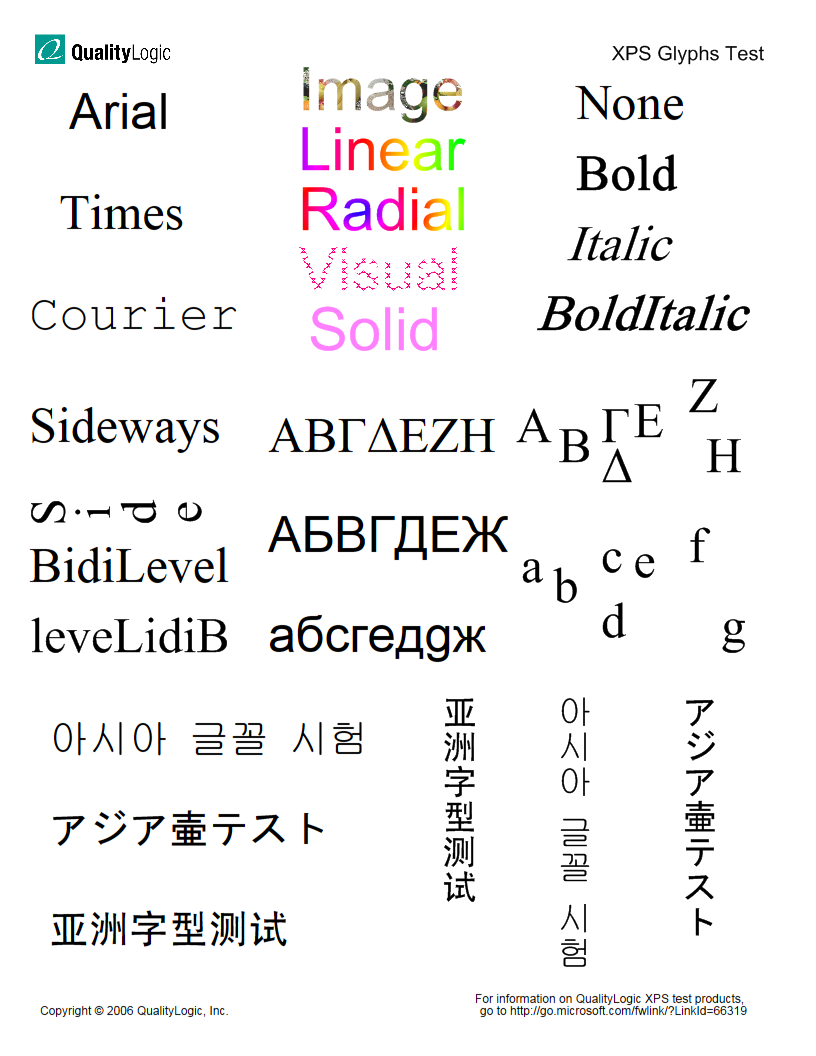 QualityLogic
XPS Glyphs Test
Arial
Times
Courier
Image
Linear
Radial
Visual
Solid
None
Bold
Italic
BoldItalic
Sideways
Side
BidiLevel
leveLidiB
ΑΒΓΔΕΖΗ
АБВГДЕЖ
абсгедgж
Α Β Γ Δ Ε Ζ Η
a b c d e f g
아시아 글꼴 시험
アジア壷テスト
亚洲字型测试
亚洲字型测试
아시아 글꼴 시험
アジア壷テスト
Copyright © 2006 QualityLogic, Inc.
For information on QualityLogic XPS test products,
go to http://go.microsoft.com/fwlink/?LinkId=66319